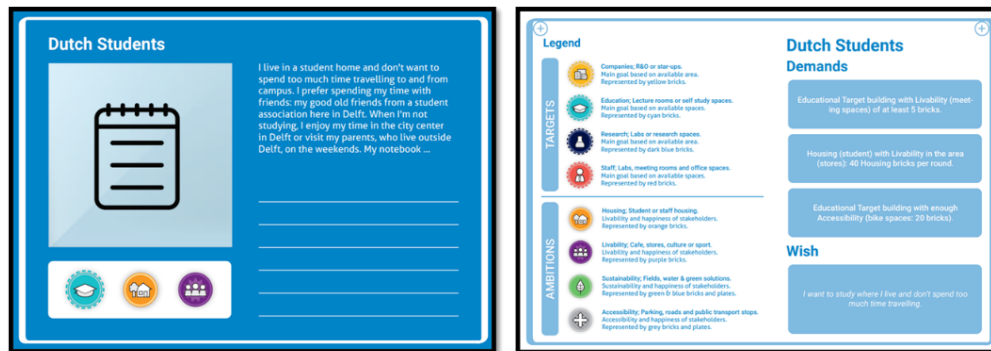 Dutch Students
I live in a student home and don't want to
spend too much time travelling to and from
campus. I prefer spending my time with
friends: my good old friends from a student
association here in Delft. When I'm not
studying, I enjoy my time in the city center
in Delft or visit my parents, who live outside
Delft, on the weekends. My notebook ...
Legend
TARGETS
Companies; R&O or star-ups.
Main goal based on available area.
Represented by yellow bricks.
Education; Lecture rooms or self study spaces.
Main goal based on available spaces.
Represented by cyan bricks.
Research; Labs or research spaces.
Main goal based on available area.
Represented by dark blue bricks.
Staff; Labs, meeting rooms and office spaces.
Main goal based on available spaces.
Represented by red bricks.
AMBITIONS
Housing; Student or staff housing.
Livability and happiness of stakeholders.
Represented by orange bricks.
Livability; Cafe, stores, culture or sport.
Livability and happiness of stakeholders.
Represented by purple bricks.
Sustainability; Fields, water & green solutions.
Sustainability and happiness of stakeholders.
Represented by green & blue bricks and plates.
Accessibility; Parking, roads and public transport stops.
Accessibility and happiness of stakeholders.
Represented by grey bricks and plates.
Dutch Students
Demands
Educational Target building with Livability (meet-
ing spaces) of at least 5 bricks.
Housing (student) with Livability in the area
(stores): 40 Housing bricks per round.
Educational Target building with enough
Accessibility (bike spaces: 20 bricks).
Wish
I want to study where I live and don't spend too
much time travelling.